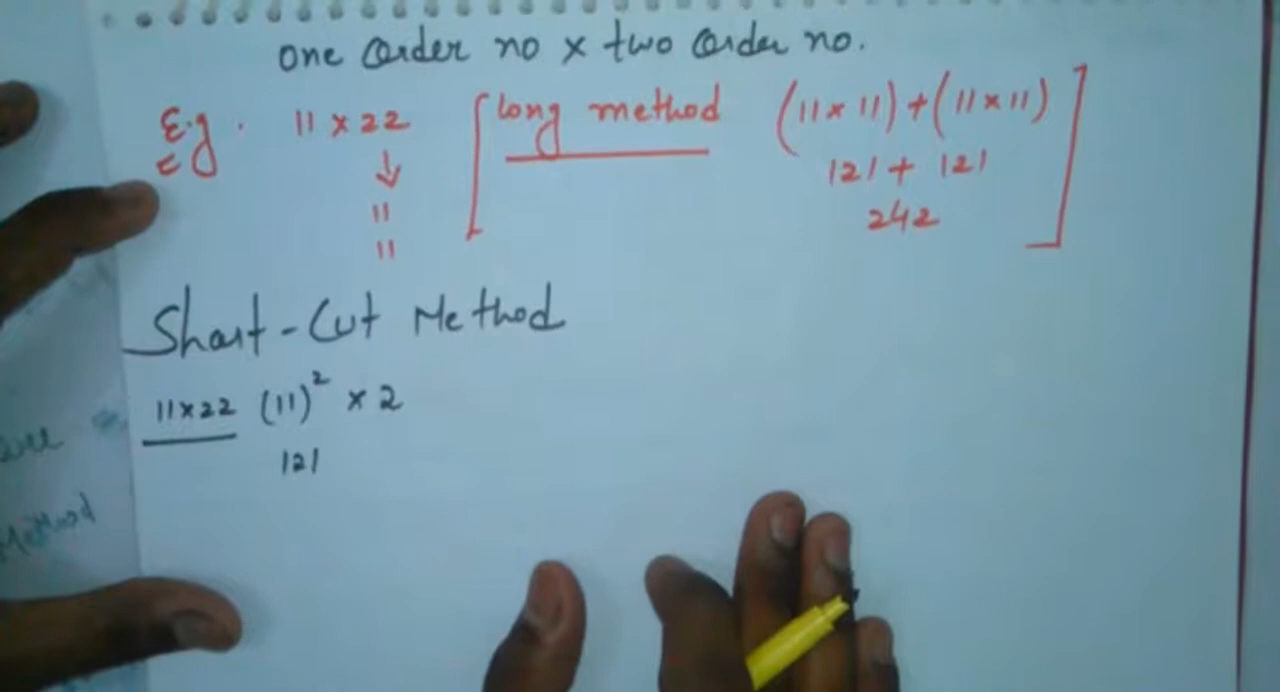 one order no x two order no.
E.g. 11 x 22 [long method (11 x 11) + (11 x 11)]
↓ 121 + 121
11 242
11
Short-Cut Method
11x22 (11)² x 2
121
Method